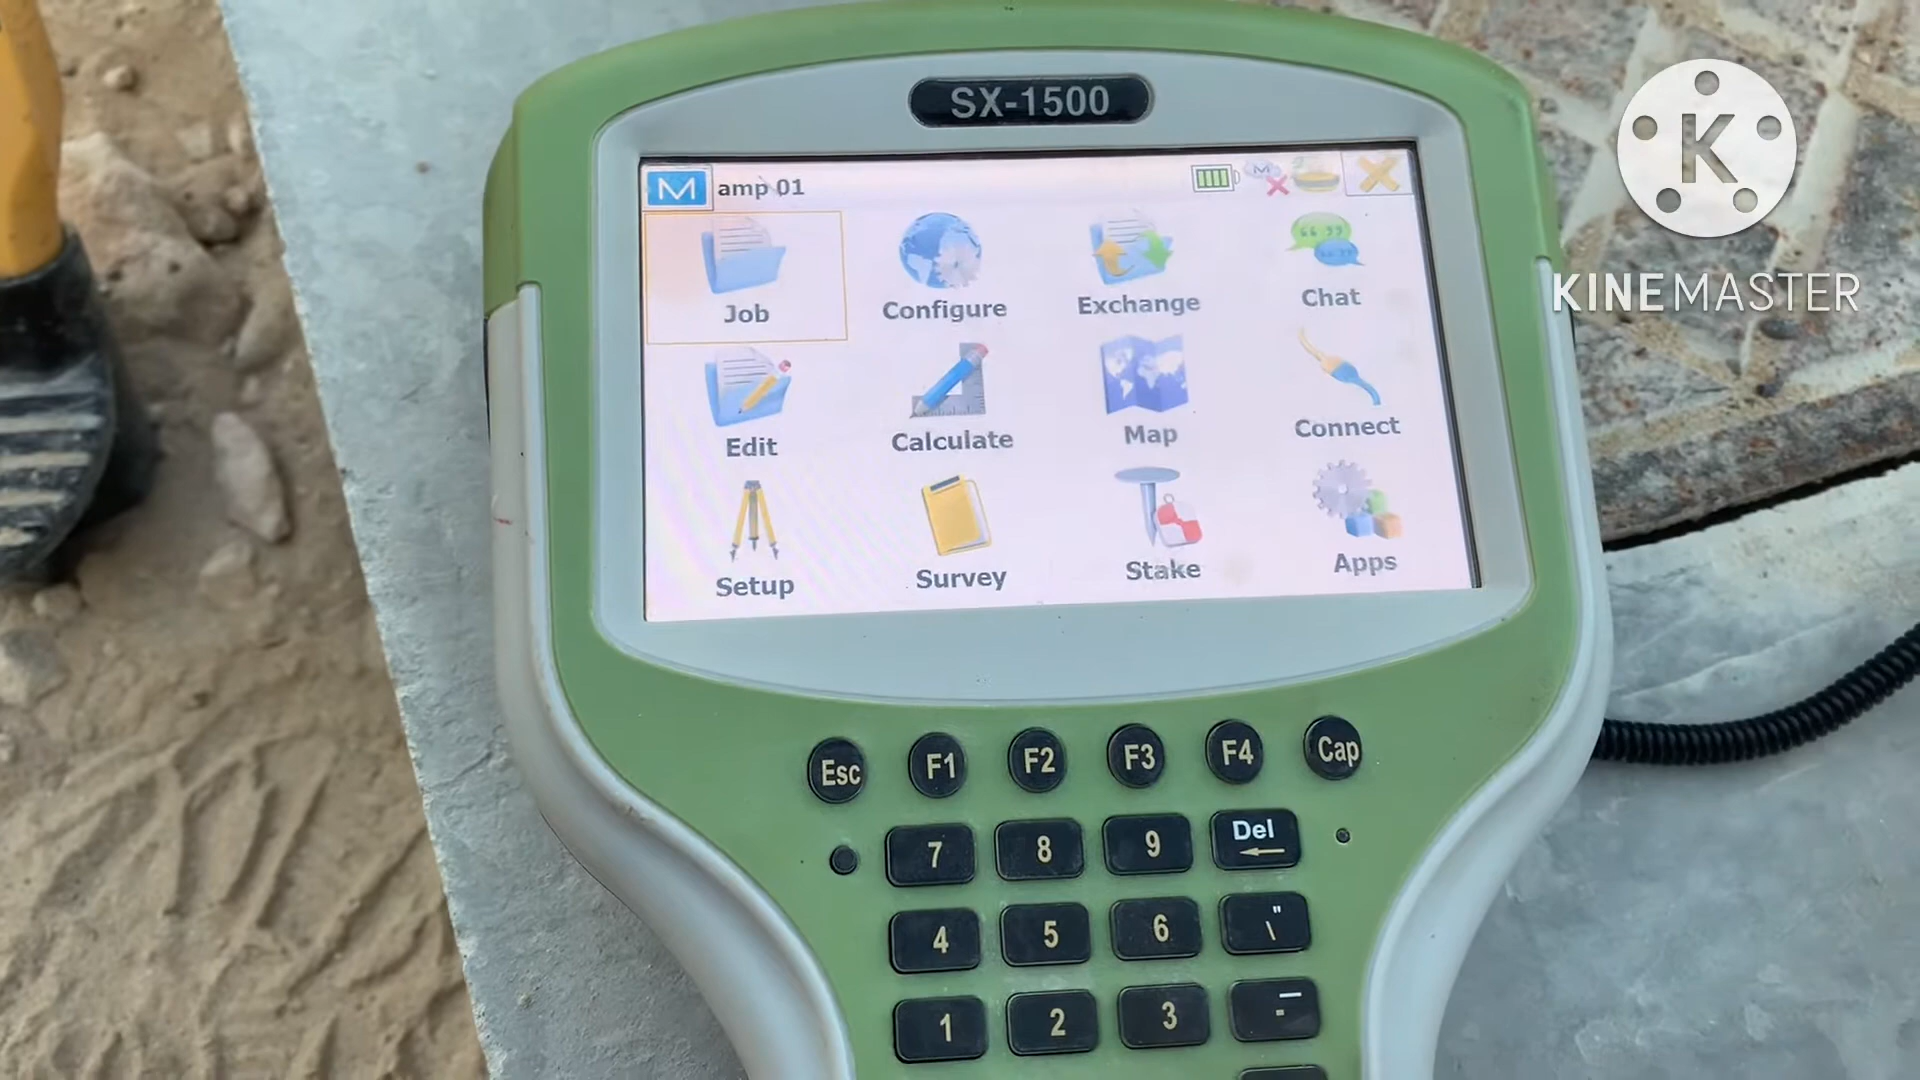 SX-1500
M amp 01
Job Configure Exchange Chat
Edit Calculate Map Connect
Setup Survey Stake Apps
Esc F1 F2 F3 F4 Cap
7 8 9 Del
4 5 6 \"
1 2 3 -
K
KINEMASTER